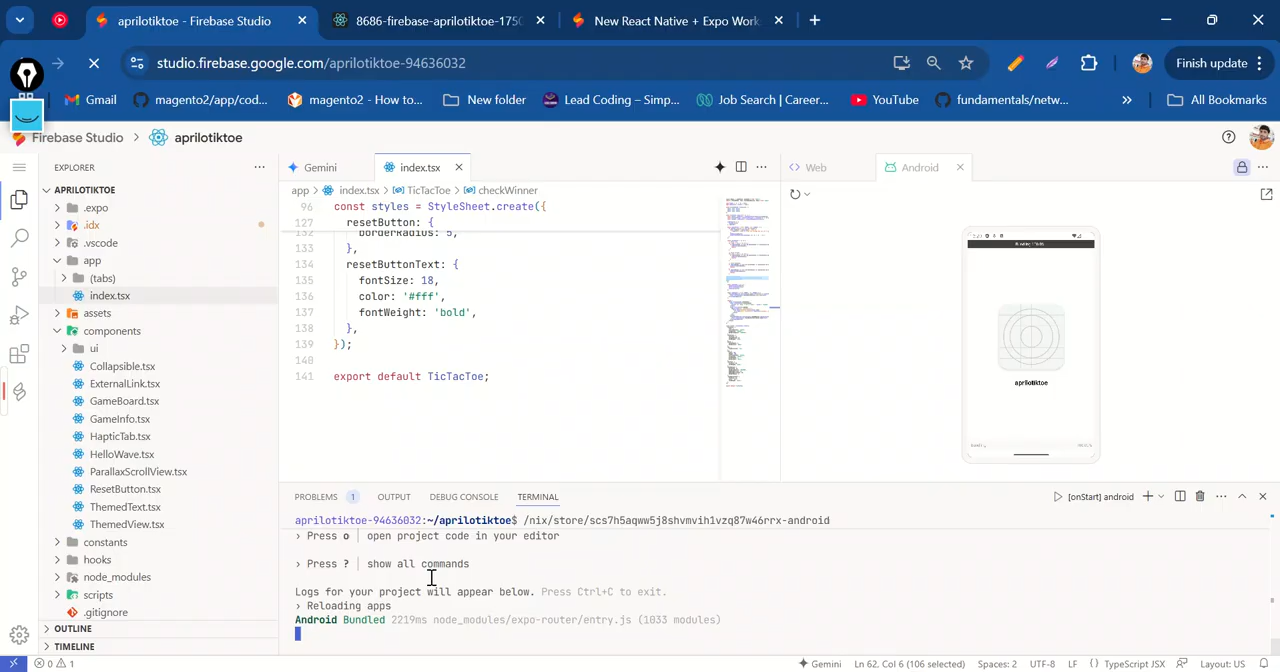 aprilotiktoe - Firebase Studio
8686-firebase-aprilotiktoe-175
New React Native + Expo Work
studio.firebase.google.com/aprilotiktoe-94636032
Finish update
Gmail
magento2/app/cod...
magento2 - How to...
New folder
Lead Coding – Simp...
Job Search | Career...
YouTube
fundamentals/netw...
All Bookmarks
Firebase Studio
aprilotiktoe
EXPLORER
Gemini
index.tsx
Web
Android
APRILOTIKTOE
.expo
.idx
.vscode
app
(tabs)
index.tsx
assets
components
ui
Collapsible.tsx
ExternalLink.tsx
GameBoard.tsx
GameInfo.tsx
HapticTab.tsx
HelloWave.tsx
ParallaxScrollView.tsx
ResetButton.tsx
ThemedText.tsx
ThemedView.tsx
constants
hooks
node_modules
scripts
.gitignore
OUTLINE
TIMELINE
app > index.tsx > TicTacToe > checkWinner
96 const styles = StyleSheet.create({
127 resetButton: {
132 borderRadius: 5,
133 },
134 resetButtonText: {
135 fontSize: 18,
136 color: '#fff',
137 fontWeight: 'bold',
138 },
139 });
140
141 export default TicTacToe;
aprilotiktoe
PROBLEMS 1 OUTPUT DEBUG CONSOLE TERMINAL
[onStart] android
aprilotiktoe-94636032:~/aprilotiktoe$ /nix/store/scs7h5aqww5j8shvmvih1vzq87w46rrx-android
› Press o │ open project code in your editor
› Press ? │ show all commands
Logs for your project will appear below. Press Ctrl+C to exit.
› Reloading apps
Android Bundled 2219ms node_modules/expo-router/entry.js (1033 modules)
0 1
Gemini
Ln 62, Col 6 (106 selected)
Spaces: 2
UTF-8
LF
TypeScript JSX
Layout: US